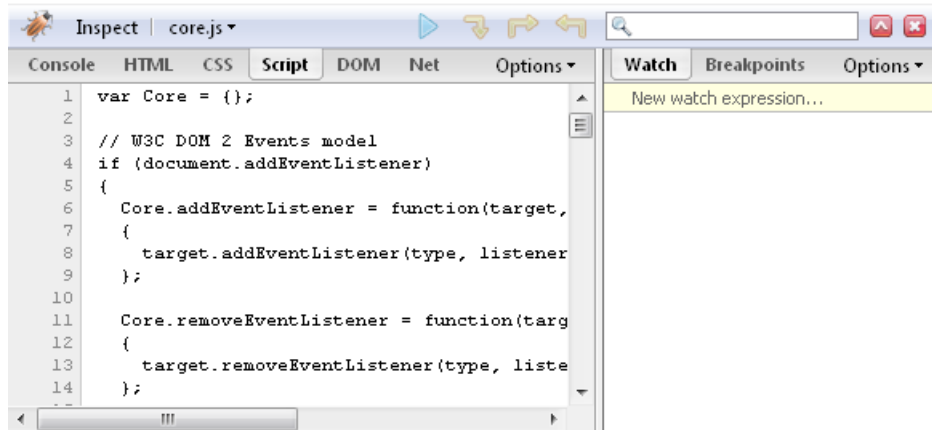 Inspect core.js
Console HTML CSS Script DOM Net Options Watch Breakpoints Options
New watch expression...
1 var Core = {};
2
3 // W3C DOM 2 Events model
4 if (document.addEventListener)
5 {
6 Core.addEventListener = function(target,
7 {
8 target.addEventListener(type, listener
9 };
10
11 Core.removeEventListener = function(targ
12 {
13 target.removeEventListener(type, liste
14 };